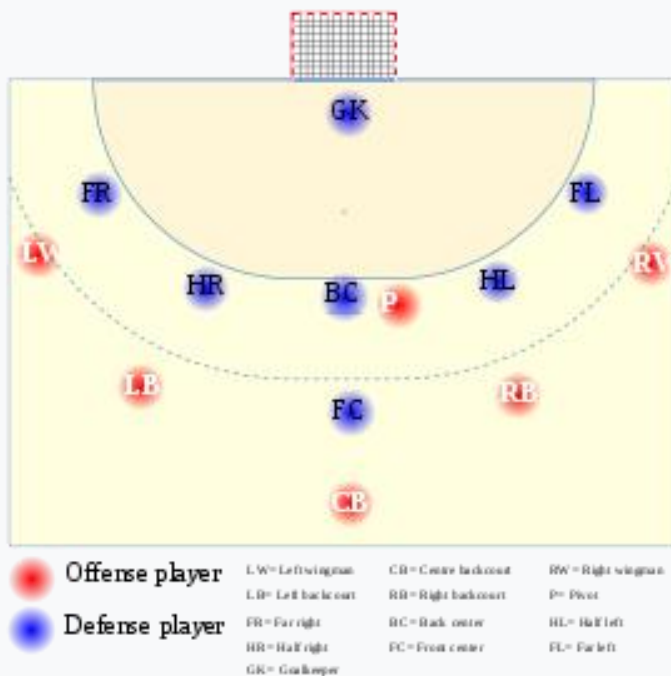 GK
FR
FL
LW
RW
HR
BC
P
HL
LB
RB
FC
CB
Offense player
Defense player
LW= Left wingman
CB= Centre backcourt
RW= Right wingman
LB= Left backcourt
RB= Right backcourt
P= Pivot
FR= Far right
BC= Back center
HL= Half left
HR= Half right
FC= Front center
FL= Far left
GK= Goalkeeper